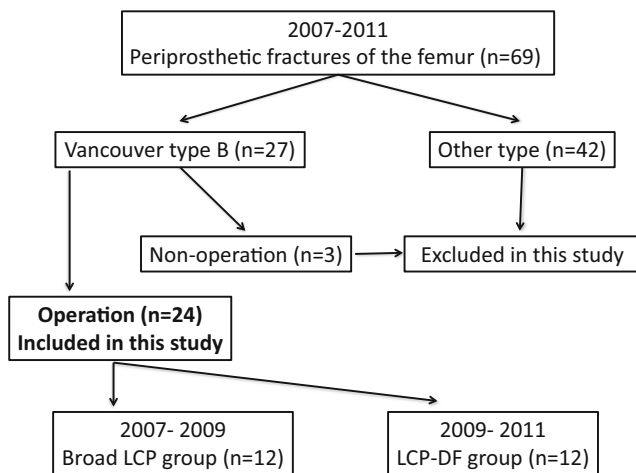 2007-2011
Periprosthetic fractures of the femur (n=69)
Vancouver type B (n=27)
Other type (n=42)
Non-operation (n=3)
Excluded in this study
Operation (n=24)
Included in this study
2007- 2009
Broad LCP group (n=12)
2009- 2011
LCP-DF group (n=12)